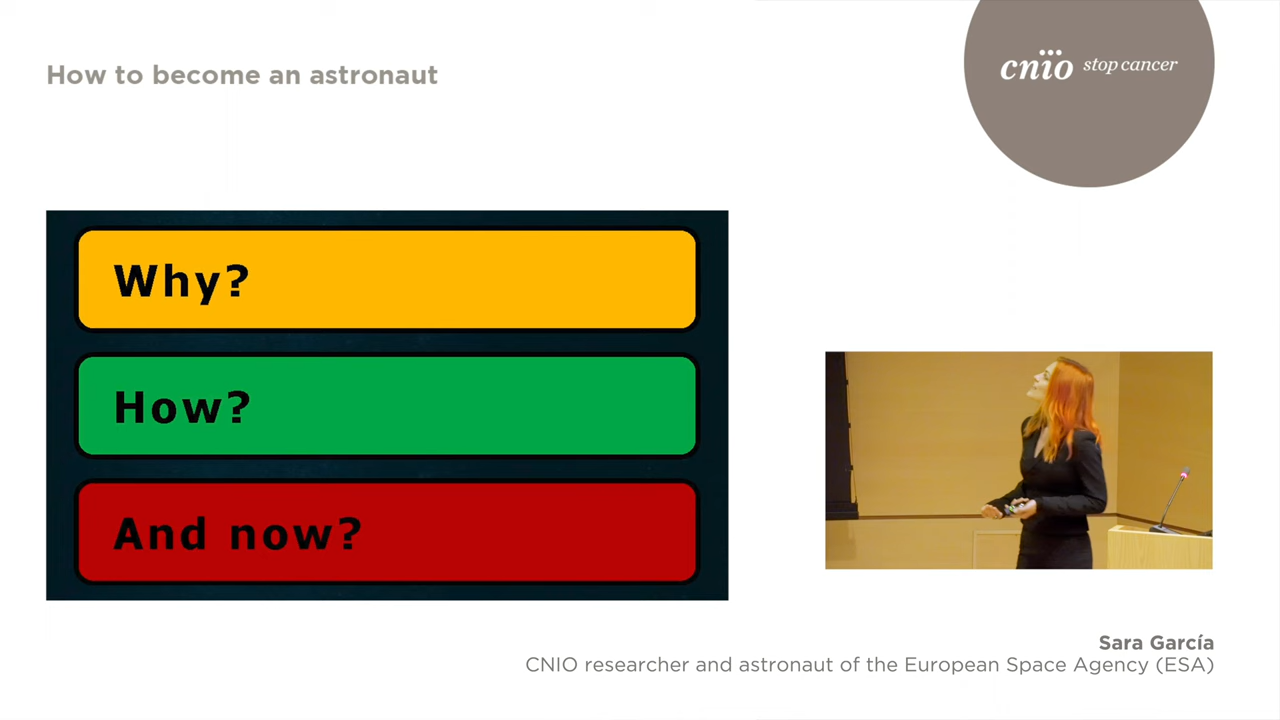 How to become an astronaut
cnio stop cancer
Why?
How?
And now?
Sara García
CNIO researcher and astronaut of the European Space Agency (ESA)